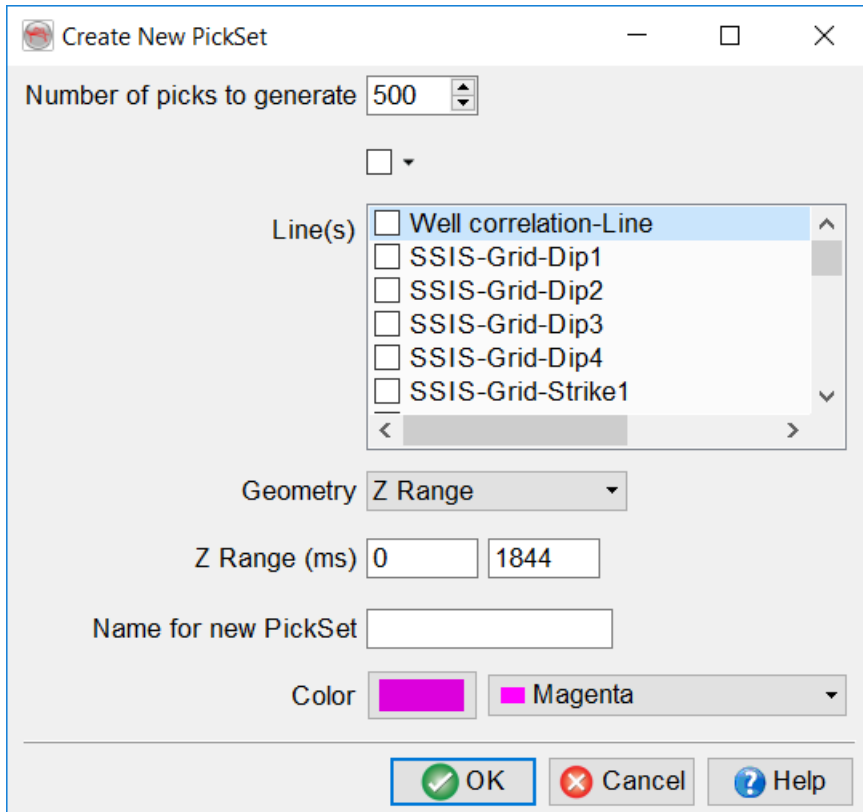 Create New PickSet
Number of picks to generate 500
Line(s)
Well correlation-Line
SSIS-Grid-Dip1
SSIS-Grid-Dip2
SSIS-Grid-Dip3
SSIS-Grid-Dip4
SSIS-Grid-Strike1
Geometry Z Range
Z Range (ms) 0 1844
Name for new PickSet
Color Magenta
OK Cancel Help